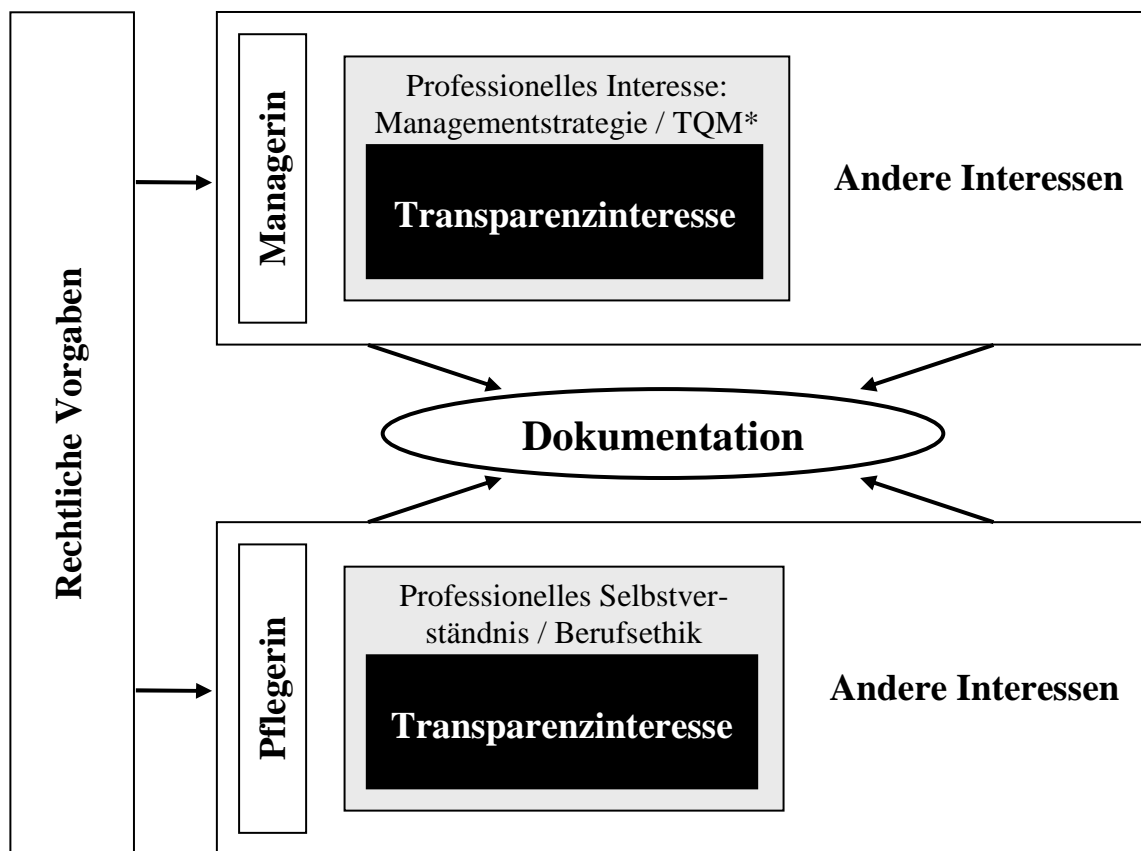 Rechtliche Vorgaben
Managerin
Professionelles Interesse:
Managementstrategie / TQM*
Transparenzinteresse
Andere Interessen
Dokumentation
Pflegerin
Professionelles Selbstver-
ständnis / Berufsethik
Transparenzinteresse
Andere Interessen